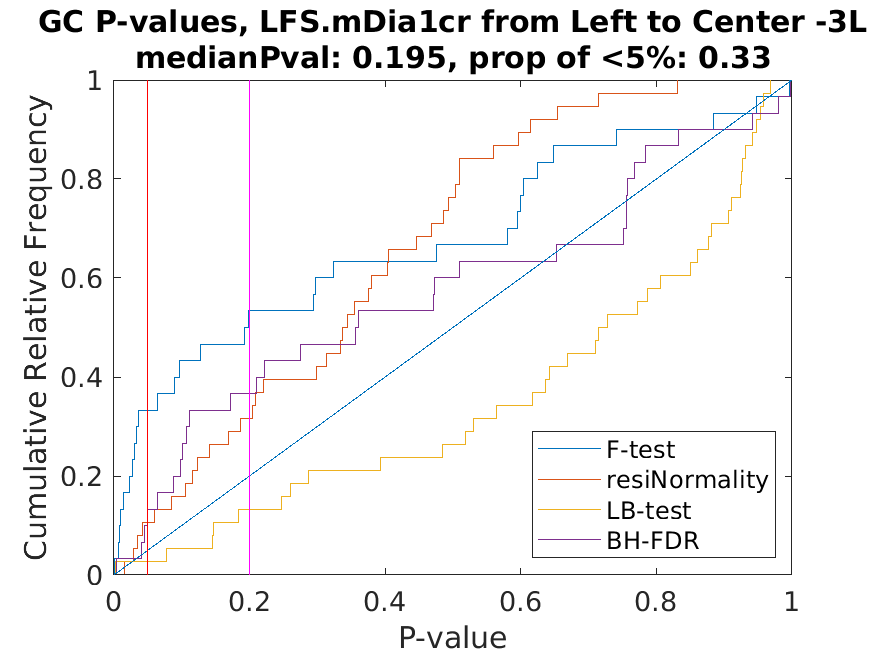 GC P-values, LFS.mDia1cr from Left to Center -3L
medianPval: 0.195, prop of <5%: 0.33
Cumulative Relative Frequency
1
0.8
0.6
0.4
0.2
0
0
0.2
0.4
0.6
0.8
1
P-value
F-test
resiNormality
LB-test
BH-FDR